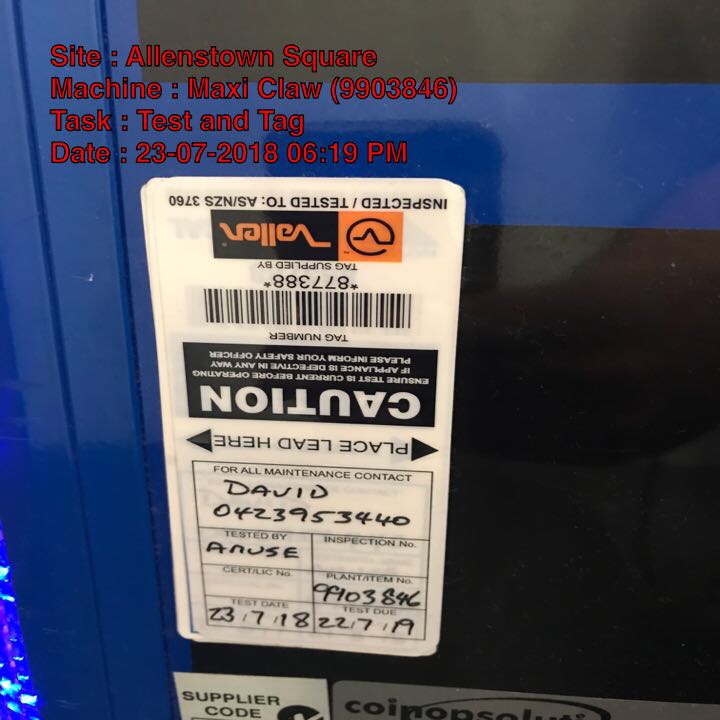 Site : Allenstown Square
Machine : Maxi Claw (9903846)
Task : Test and Tag
Date : 23-07-2018 06:19 PM
INSPECTED / TESTED TO: AS/NZS 3760
Vallen®
TAG SUPPLIED BY
*877388*
TAG NUMBER
CAUTION
ENSURE TEST IS CURRENT BEFORE OPERATING
IF APPLIANCE IS DEFECTIVE IN ANY WAY
PLEASE INFORM YOUR SAFETY OFFICER
PLACE LEAD HERE
FOR ALL MAINTENANCE CONTACT
DAVID
0423953440
TESTED BY
AMUSE
INSPECTION No.
CERT/LIC No.
PLANT/ITEM No.
9903846
TEST DATE
23/7/18
TEST DUE
22/7/19
SUPPLIER
CODE